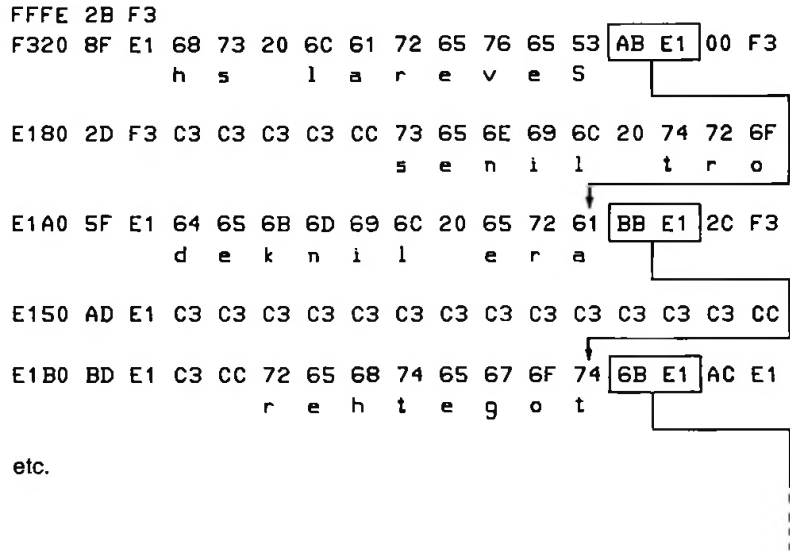 FFFE 2B F3
F320 8F E1 68 73 20 6C 61 72 65 76 65 53 AB E1 00 F3
h s l a r e v e S
E180 2D F3 C3 C3 C3 C3 CC 73 65 6E 69 6C 20 74 72 6F
s e n i l t r o
E1A0 5F E1 64 65 6B 6D 69 6C 20 65 72 61 BB E1 2C F3
d e k n i l e r a
E150 AD E1 C3 C3 C3 C3 C3 C3 C3 C3 C3 C3 C3 C3 C3 CC
E1B0 BD E1 C3 CC 72 65 68 74 65 67 6F 74 6B E1 AC E1
r e h t e g o t
etc.